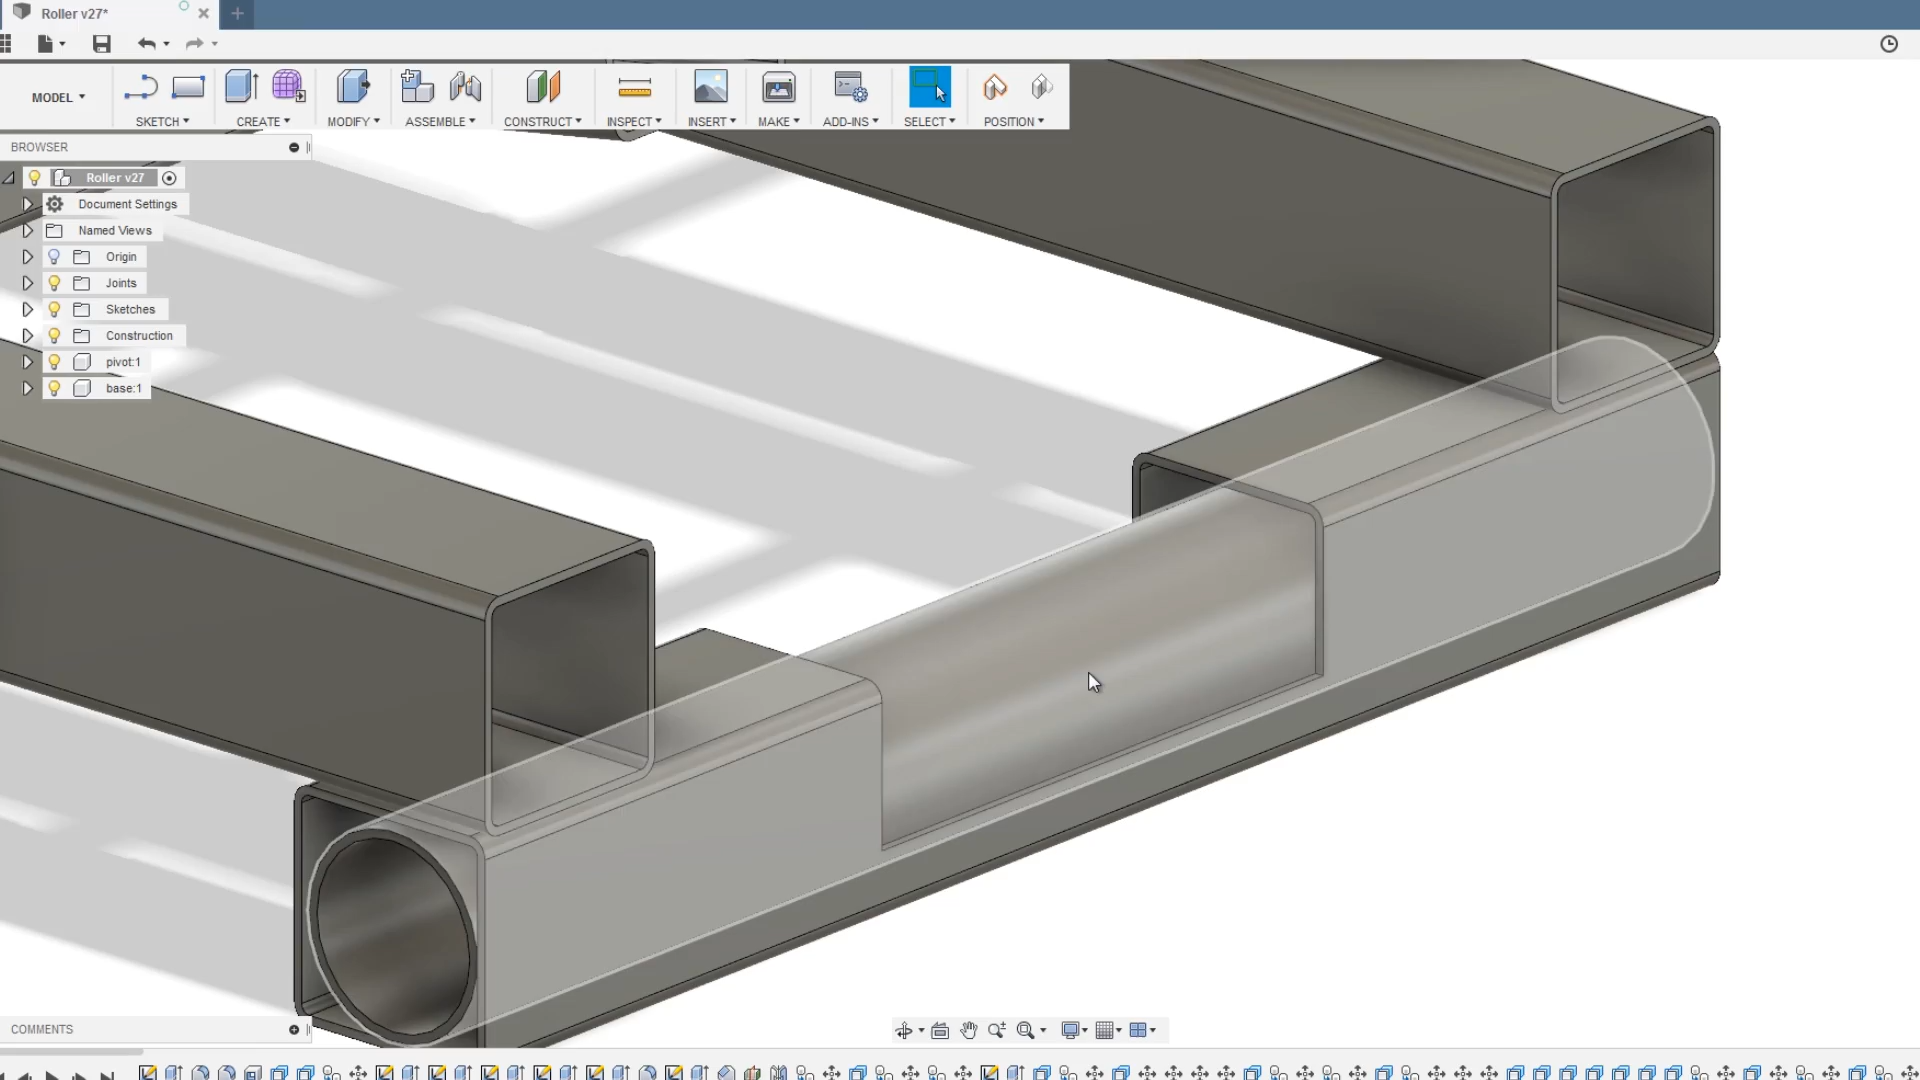 Roller v27*
MODEL
SKETCH
CREATE
MODIFY
ASSEMBLE
CONSTRUCT
INSPECT
INSERT
MAKE
ADD-INS
SELECT
POSITION
BROWSER
Roller v27
Document Settings
Named Views
Origin
Joints
Sketches
Construction
pivot:1
base:1
COMMENTS